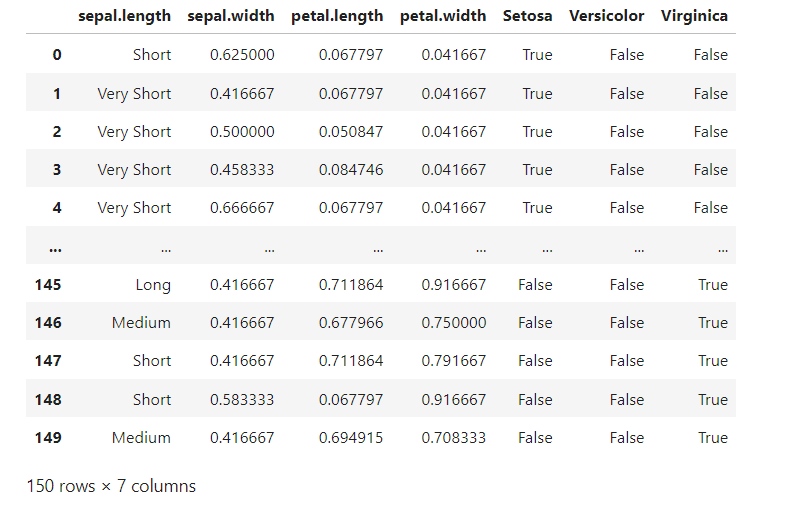 sepal.length sepal.width petal.length petal.width Setosa Versicolor Virginica
0 Short 0.625000 0.067797 0.041667 True False False
1 Very Short 0.416667 0.067797 0.041667 True False False
2 Very Short 0.500000 0.050847 0.041667 True False False
3 Very Short 0.458333 0.084746 0.041667 True False False
4 Very Short 0.666667 0.067797 0.041667 True False False
... ... ... ... ... ... ... ...
145 Long 0.416667 0.711864 0.916667 False False True
146 Medium 0.416667 0.677966 0.750000 False False True
147 Short 0.416667 0.711864 0.791667 False False True
148 Short 0.583333 0.067797 0.916667 False False True
149 Medium 0.416667 0.694915 0.708333 False False True
150 rows × 7 columns